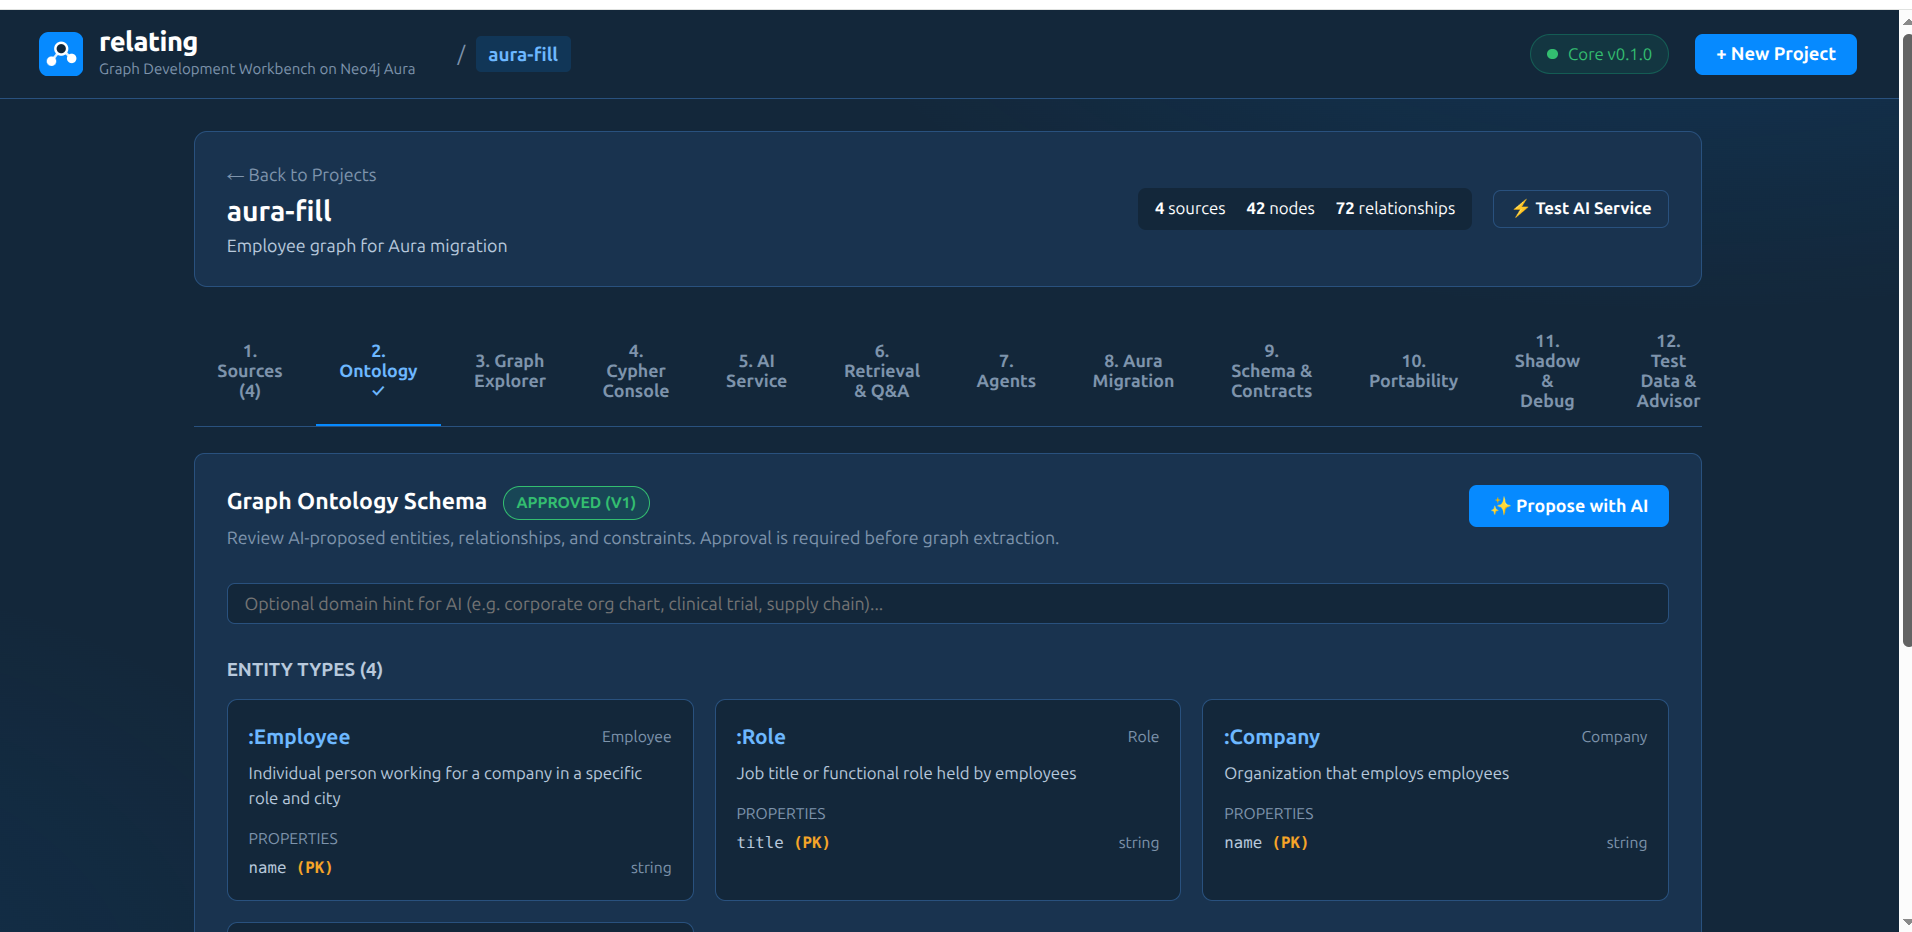 relating
Graph Development Workbench on Neo4j Aura
/ aura-fill
Core v0.1.0
+ New Project
← Back to Projects
aura-fill
Employee graph for Aura migration
4 sources 42 nodes 72 relationships
⚡ Test AI Service
1. Sources (4)
2. Ontology ✓
3. Graph Explorer
4. Cypher Console
5. AI Service
6. Retrieval & Q&A
7. Agents
8. Aura Migration
9. Schema & Contracts
10. Portability
11. Shadow & Debug
12. Test Data & Advisor
Graph Ontology Schema
APPROVED (V1)
✨ Propose with AI
Review AI-proposed entities, relationships, and constraints. Approval is required before graph extraction.
Optional domain hint for AI (e.g. corporate org chart, clinical trial, supply chain)...
ENTITY TYPES (4)
:Employee
Employee
Individual person working for a company in a specific
role and city
PROPERTIES
name (PK)
string
:Role
Role
Job title or functional role held by employees
PROPERTIES
title (PK)
string
:Company
Company
Organization that employs employees
PROPERTIES
name (PK)
string